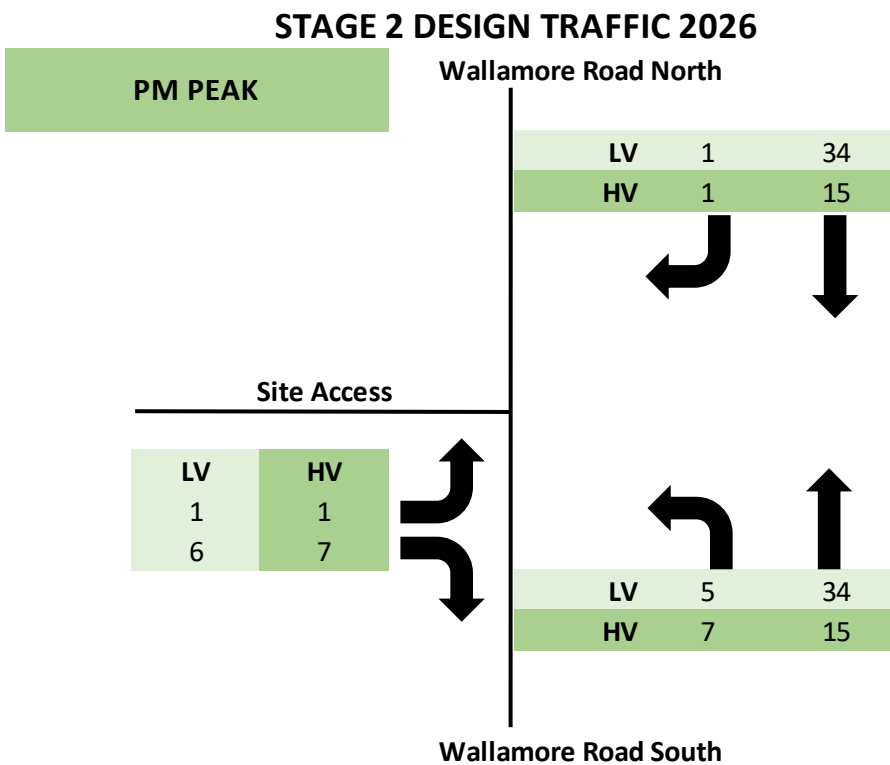 STAGE 2 DESIGN TRAFFIC 2026
PM PEAK
Wallamore Road North
LV 1 34
HV 1 15
Site Access
LV HV
1 1
6 7
LV 5 34
HV 7 15
Wallamore Road South